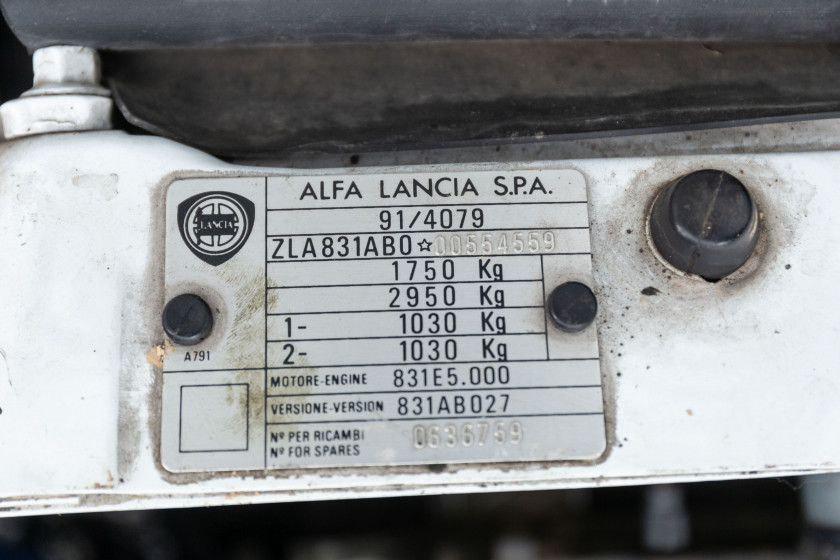 ALFA LANCIA S.P.A.
LANCIA
91/4079
ZLA831AB0☆00554559
1750 Kg
2950 Kg
1- 1030 Kg
2- 1030 Kg
A791
MOTORE-ENGINE 831E5.000
VERSIONE-VERSION 831AB027
Nº PER RICAMBI
Nº FOR SPARES
0636759